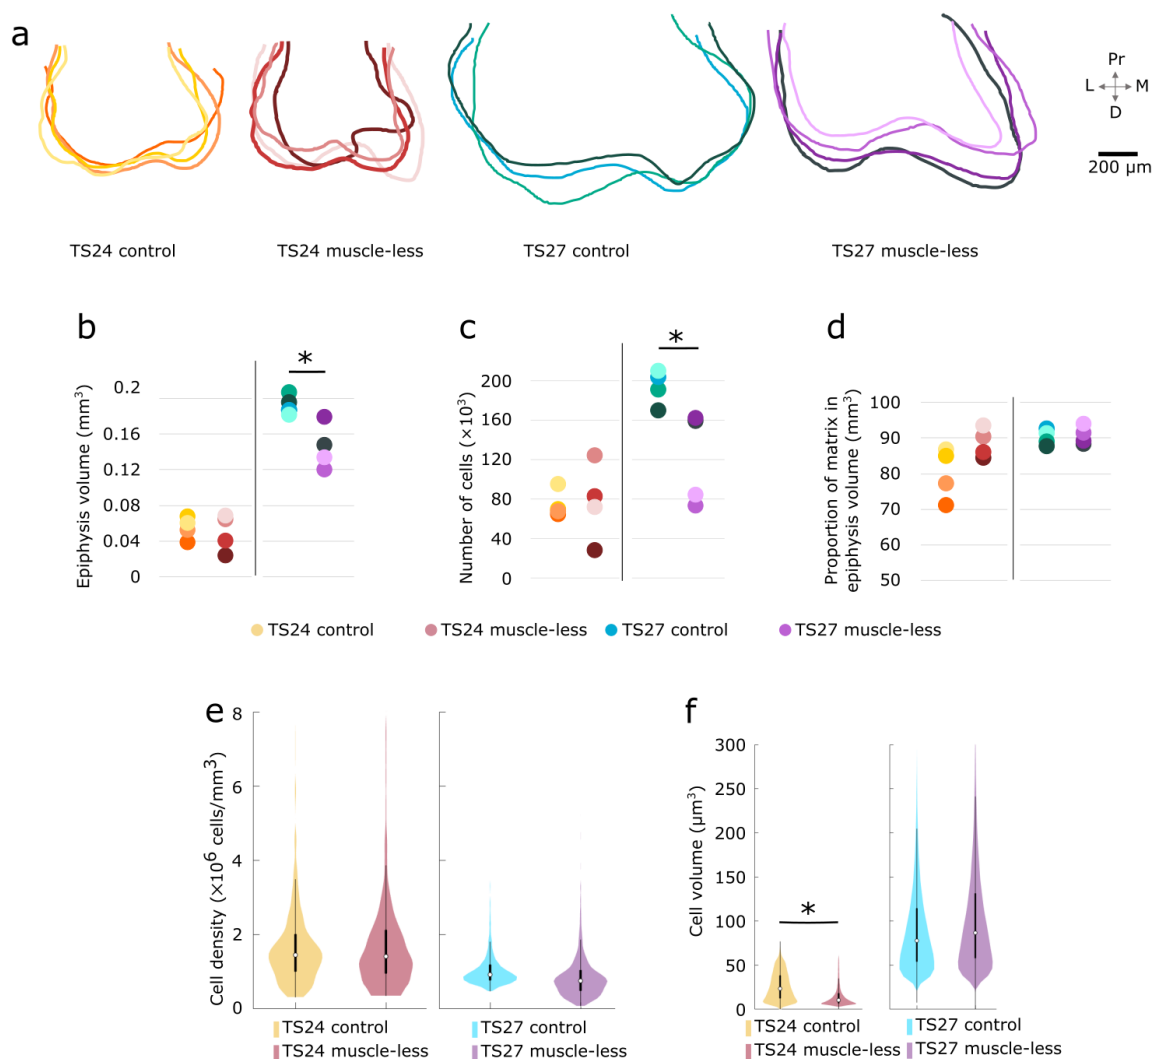 a
Pr
L M
D
200 µm
TS24 control
TS24 muscle-less
TS27 control
TS27 muscle-less
b
Epiphysis volume (mm³)
0.2
0.16
0.12
0.08
0.04
0
*
c
Number of cells (×10³)
200
160
120
80
40
0
*
d
Proportion of matrix in
epiphysis volume (mm³)
100
90
80
70
60
50
TS24 control
TS24 muscle-less
TS27 control
TS27 muscle-less
e
Cell density (×10⁶ cells/mm³)
8
6
4
2
0
TS24 control
TS24 muscle-less
TS27 control
TS27 muscle-less
f
Cell volume (µm³)
300
250
200
150
100
50
0
*
TS24 control
TS24 muscle-less
TS27 control
TS27 muscle-less